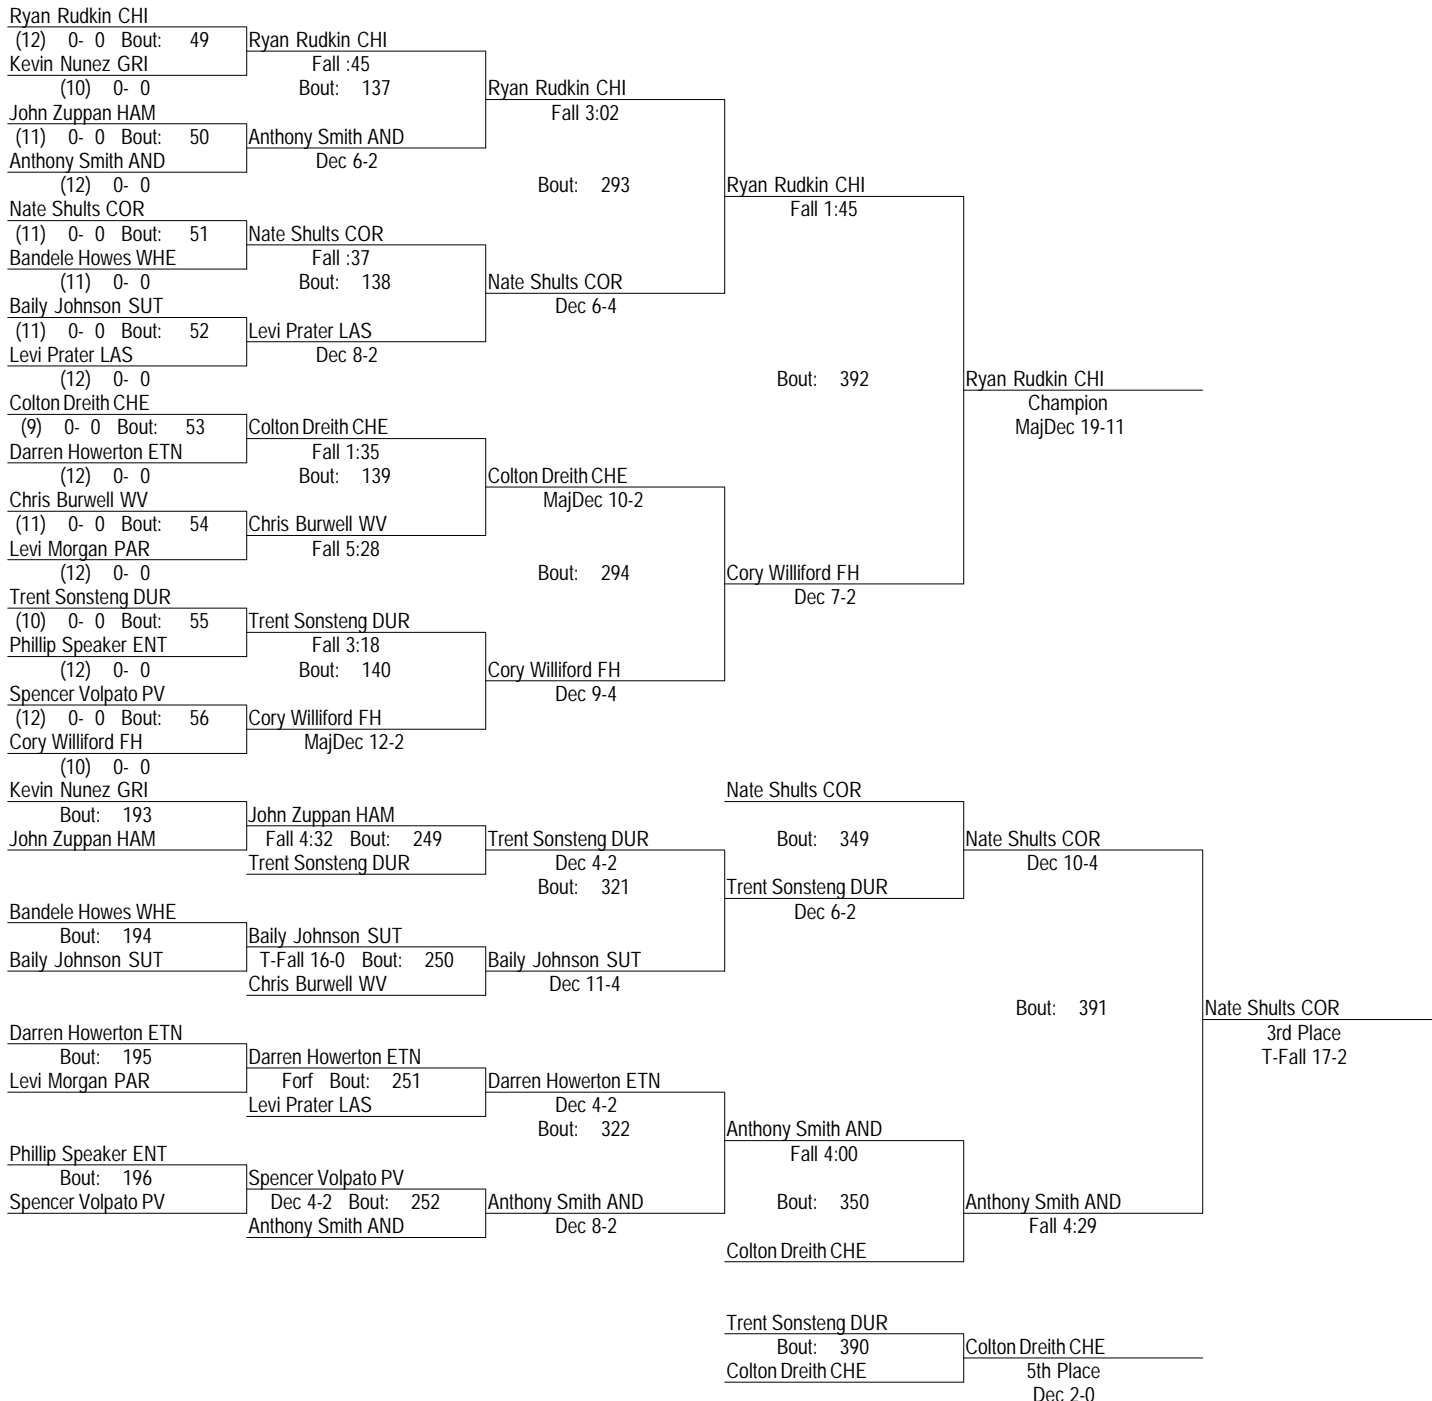 Ryan Rudkin CHI
(12) 0- 0 Bout: 49 Ryan Rudkin CHI
Kevin Nunez GRI Fall :45
(10) 0- 0 Bout: 137 Ryan Rudkin CHI
John Zuppan HAM Fall 3:02
(11) 0- 0 Bout: 50 Anthony Smith AND
Anthony Smith AND Dec 6-2
(12) 0- 0 Bout: 293 Ryan Rudkin CHI
Nate Shults COR Fall 1:45
(11) 0- 0 Bout: 51 Nate Shults COR
Bandele Howes WHE Fall :37
(11) 0- 0 Bout: 138 Nate Shults COR
Baily Johnson SUT Dec 6-4
(11) 0- 0 Bout: 52 Levi Prater LAS
Levi Prater LAS Dec 8-2
(12) 0- 0 Bout: 392 Ryan Rudkin CHI
Colton Dreith CHE Champion
(9) 0- 0 Bout: 53 Colton Dreith CHE MajDec 19-11
Darren Howerton ETN Fall 1:35
(12) 0- 0 Bout: 139 Colton Dreith CHE
Chris Burwell WV MajDec 10-2
(11) 0- 0 Bout: 54 Chris Burwell WV
Levi Morgan PAR Fall 5:28
(12) 0- 0 Bout: 294 Cory Williford FH
Trent Sonsteng DUR Dec 7-2
(10) 0- 0 Bout: 55 Trent Sonsteng DUR
Phillip Speaker ENT Fall 3:18
(12) 0- 0 Bout: 140 Cory Williford FH
Spencer Volpato PV Dec 9-4
(12) 0- 0 Bout: 56 Cory Williford FH
Cory Williford FH MajDec 12-2
(10) 0- 0
Kevin Nunez GRI Nate Shults COR
Bout: 193 John Zuppan HAM
John Zuppan HAM Fall 4:32 Bout: 249 Trent Sonsteng DUR Bout: 349 Nate Shults COR
Trent Sonsteng DUR Dec 4-2 Dec 10-4
Bout: 321 Trent Sonsteng DUR
Bandele Howes WHE Dec 6-2
Bout: 194 Baily Johnson SUT
Baily Johnson SUT T-Fall 16-0 Bout: 250 Baily Johnson SUT
Chris Burwell WV Dec 11-4
Bout: 391 Nate Shults COR
Darren Howerton ETN 3rd Place
Bout: 195 Darren Howerton ETN T-Fall 17-2
Levi Morgan PAR Forf Bout: 251 Darren Howerton ETN
Levi Prater LAS Dec 4-2
Bout: 322 Anthony Smith AND
Phillip Speaker ENT Fall 4:00
Bout: 196 Spencer Volpato PV
Spencer Volpato PV Dec 4-2 Bout: 252 Anthony Smith AND Bout: 350 Anthony Smith AND
Anthony Smith AND Dec 8-2 Fall 4:29
Colton Dreith CHE
Trent Sonsteng DUR
Bout: 390 Colton Dreith CHE
Colton Dreith CHE 5th Place
Dec 2-0